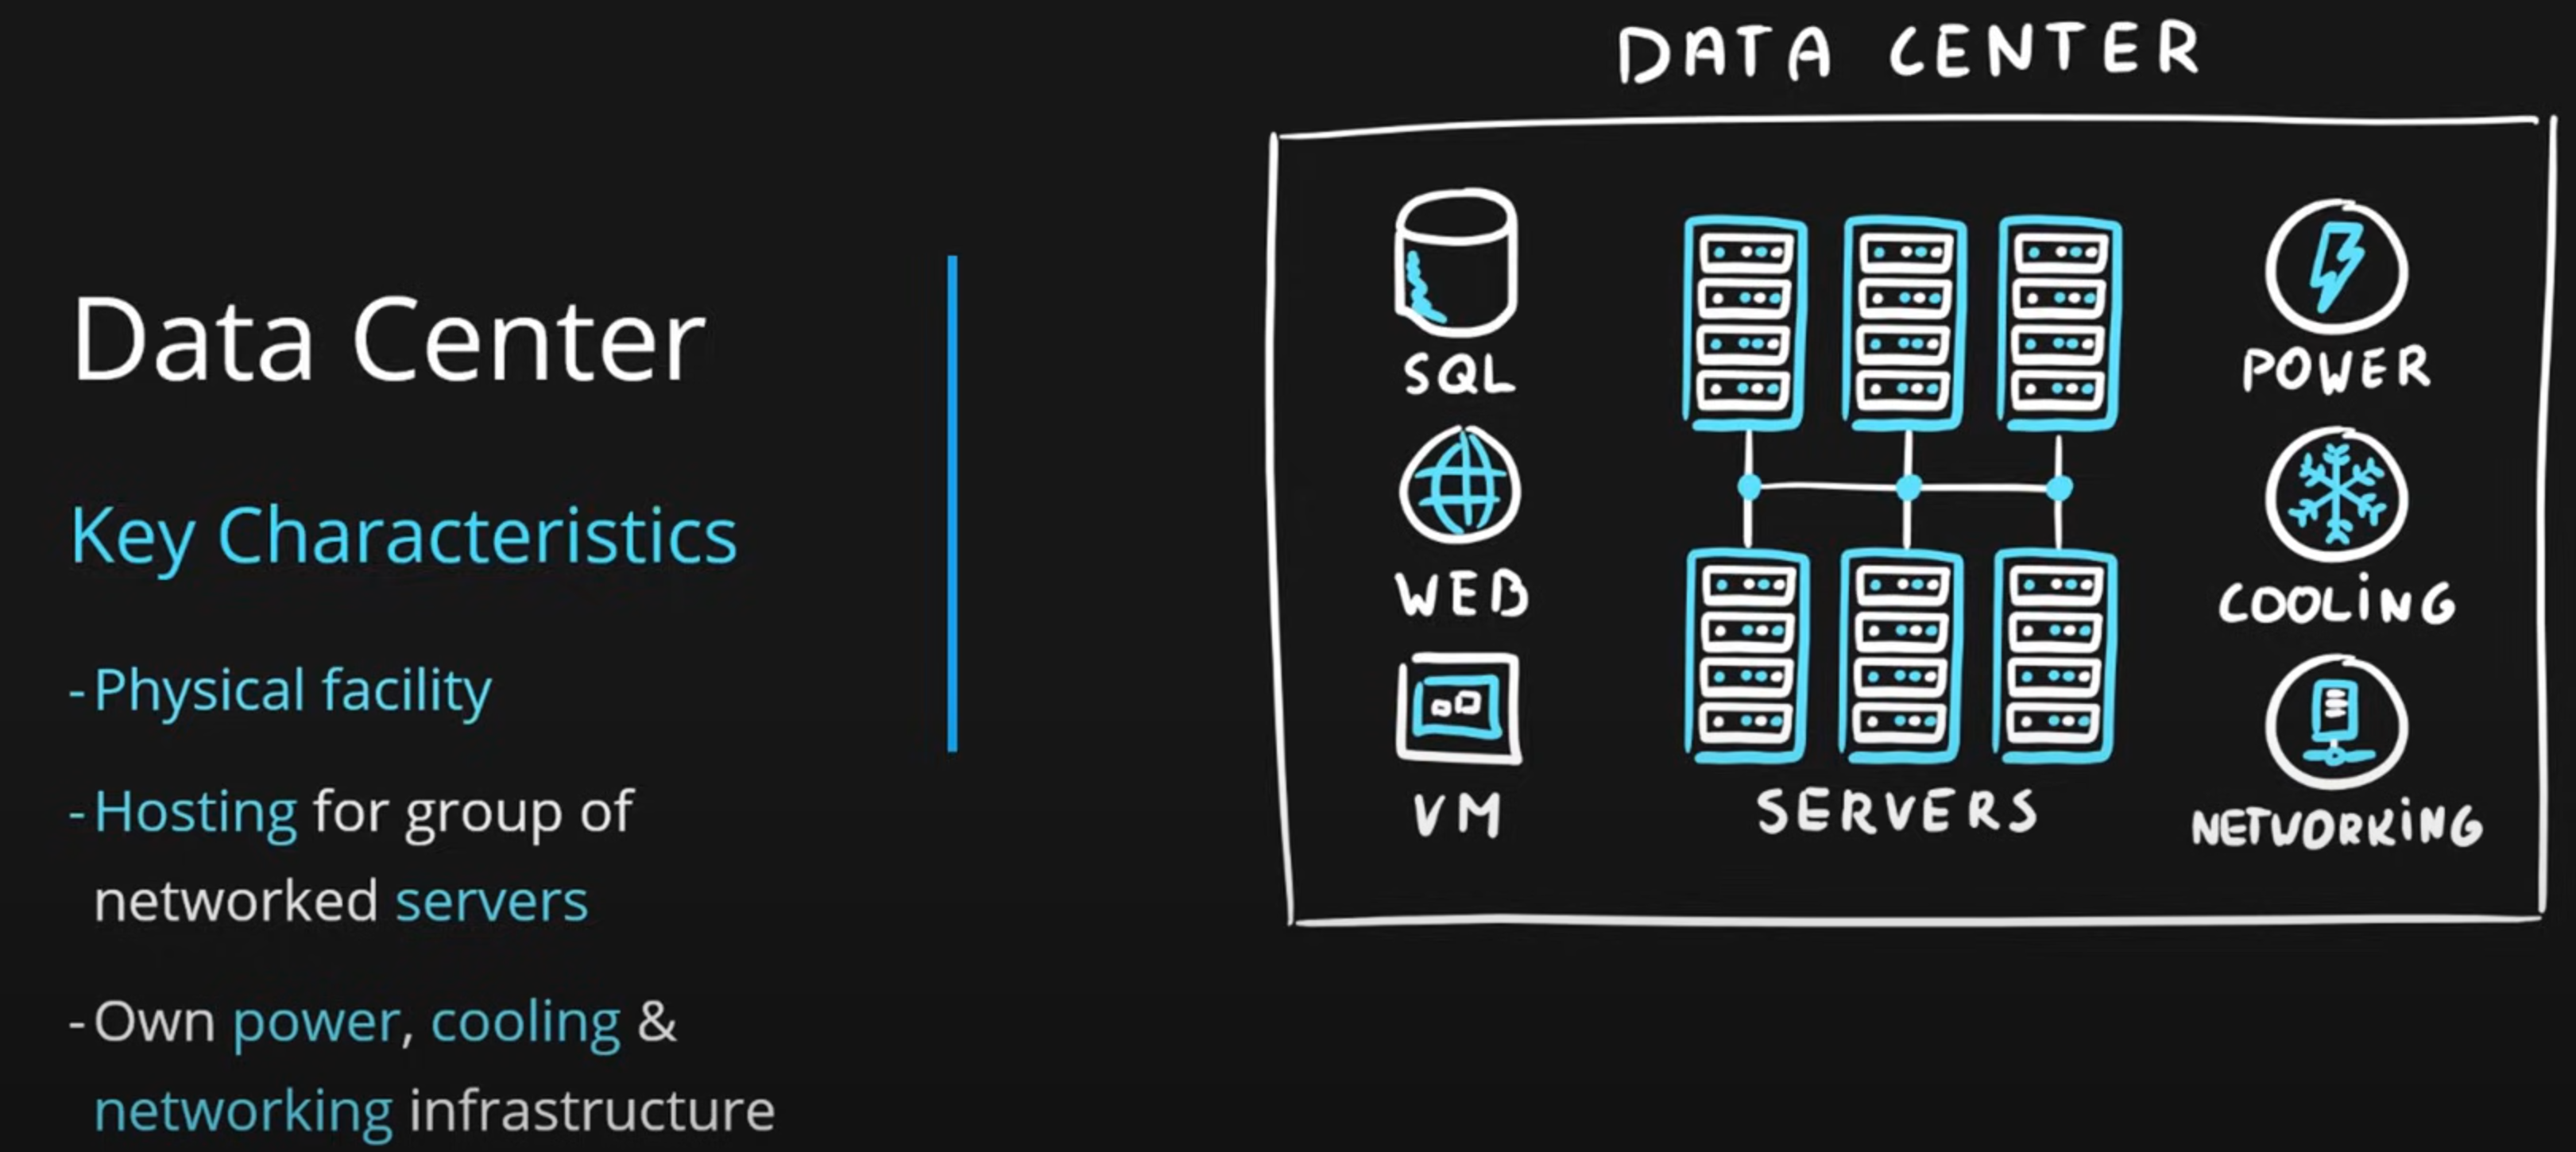 Data Center
Key Characteristics
-Physical facility
-Hosting for group of
networked servers
-Own power, cooling &
networking infrastructure
DATA CENTER
SQL
WEB
VM
SERVERS
POWER
COOLING
NETWORKING